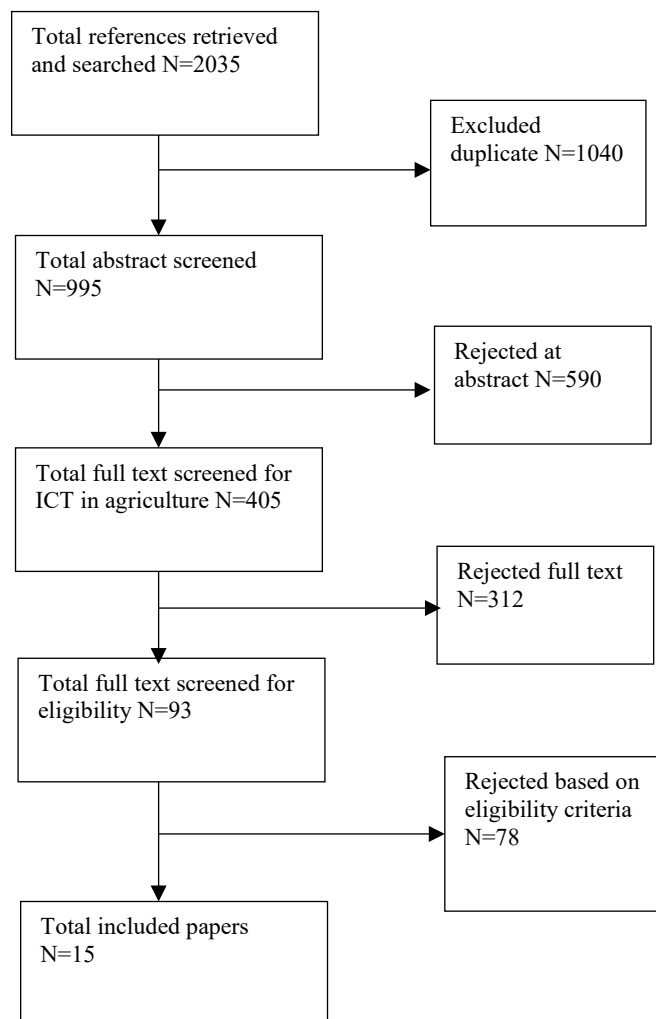 Total references retrieved
and searched N=2035
Excluded
duplicate N=1040
Total abstract screened
N=995
Rejected at
abstract N=590
Total full text screened for
ICT in agriculture N=405
Rejected full text
N=312
Total full text screened for
eligibility N=93
Rejected based on
eligibility criteria
N=78
Total included papers
N=15